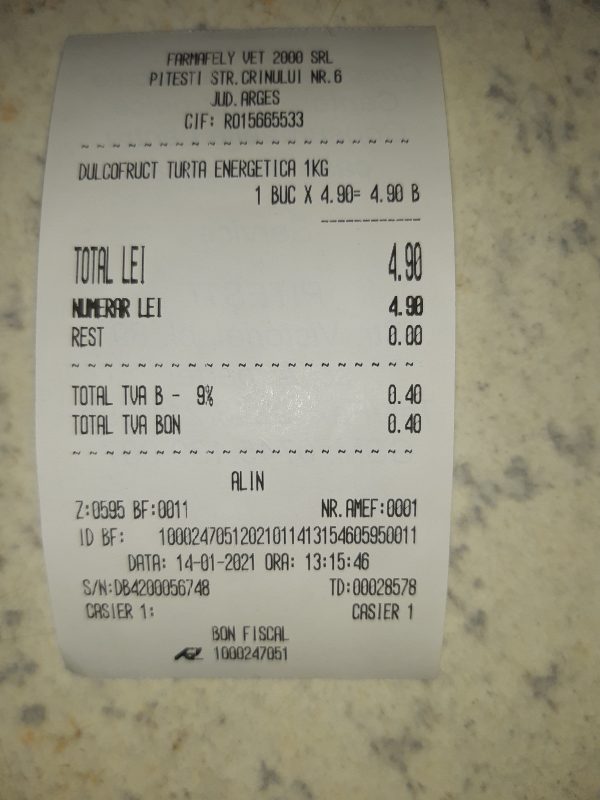 FARMAFELY VET 2000 SRL
PITESTI STR.CRINULUI NR.6
JUD.ARGES
CIF: RO15665533
DULCOFRUCT TURTA ENERGETICA 1KG
1 BUC X 4.90= 4.90 B
TOTAL LEI 4.90
NUMERAR LEI 4.90
REST 0.00
TOTAL TVA B - 9% 0.40
TOTAL TVA BON 0.40
ALIN
Z:0595 BF:0011 NR.AMEF:0001
ID BF: 10002470512021011413154605950011
DATA: 14-01-2021 ORA: 13:15:46
S/N:DB4200056748 TD:00028578
CASIER 1: CASIER 1
BON FISCAL
1000247051